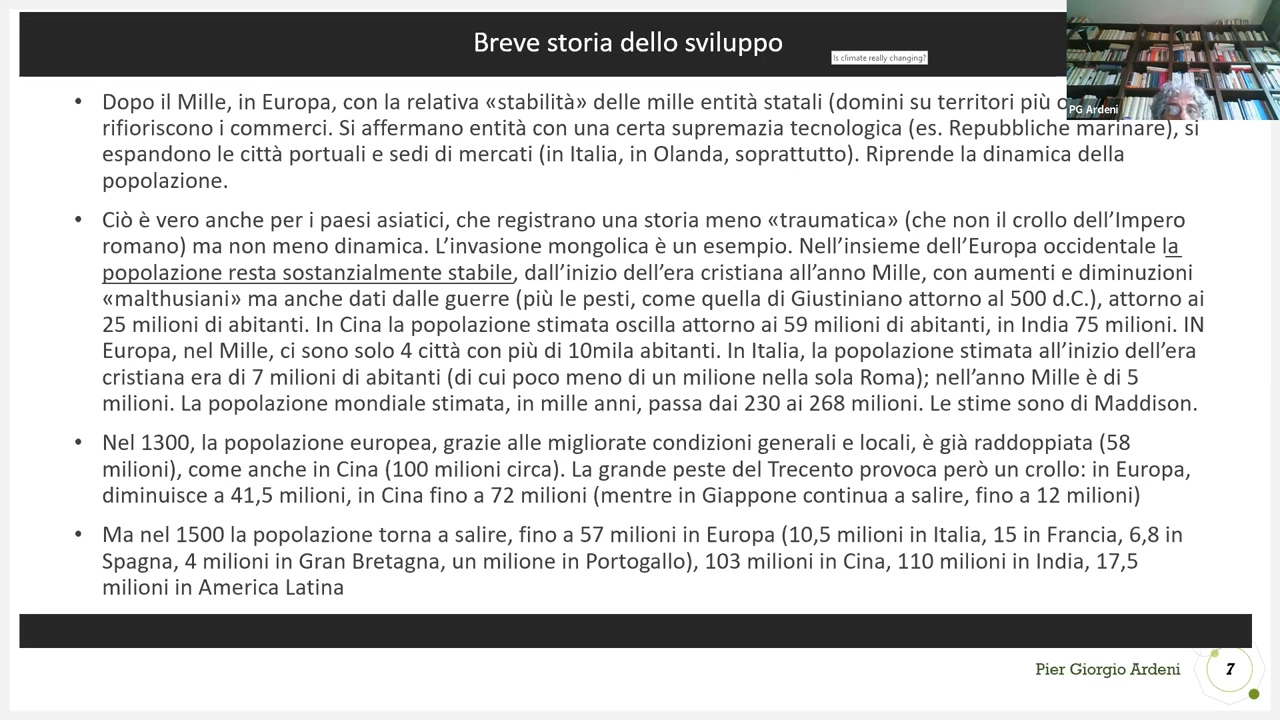 Breve storia dello sviluppo
Is climate really changing?
PG Ardeni
• Dopo il Mille, in Europa, con la relativa «stabilità» delle mille entità statali (domini su territori più
rifioriscono i commerci. Si affermano entità con una certa supremazia tecnologica (es. Repubbliche marinare), si
espandono le città portuali e sedi di mercati (in Italia, in Olanda, soprattutto). Riprende la dinamica della
popolazione.
• Ciò è vero anche per i paesi asiatici, che registrano una storia meno «traumatica» (che non il crollo dell’Impero
romano) ma non meno dinamica. L’invasione mongolica è un esempio. Nell’insieme dell’Europa occidentale la
popolazione resta sostanzialmente stabile, dall’inizio dell’era cristiana all’anno Mille, con aumenti e diminuzioni
«malthusiani» ma anche dati dalle guerre (più le pesti, come quella di Giustiniano attorno al 500 d.C.), attorno ai
25 milioni di abitanti. In Cina la popolazione stimata oscilla attorno ai 59 milioni di abitanti, in India 75 milioni. IN
Europa, nel Mille, ci sono solo 4 città con più di 10mila abitanti. In Italia, la popolazione stimata all’inizio dell’era
cristiana era di 7 milioni di abitanti (di cui poco meno di un milione nella sola Roma); nell’anno Mille è di 5
milioni. La popolazione mondiale stimata, in mille anni, passa dai 230 ai 268 milioni. Le stime sono di Maddison.
• Nel 1300, la popolazione europea, grazie alle migliorate condizioni generali e locali, è già raddoppiata (58
milioni), come anche in Cina (100 milioni circa). La grande peste del Trecento provoca però un crollo: in Europa,
diminuisce a 41,5 milioni, in Cina fino a 72 milioni (mentre in Giappone continua a salire, fino a 12 milioni)
• Ma nel 1500 la popolazione torna a salire, fino a 57 milioni in Europa (10,5 milioni in Italia, 15 in Francia, 6,8 in
Spagna, 4 milioni in Gran Bretagna, un milione in Portogallo), 103 milioni in Cina, 110 milioni in India, 17,5
milioni in America Latina
Pier Giorgio Ardeni
7